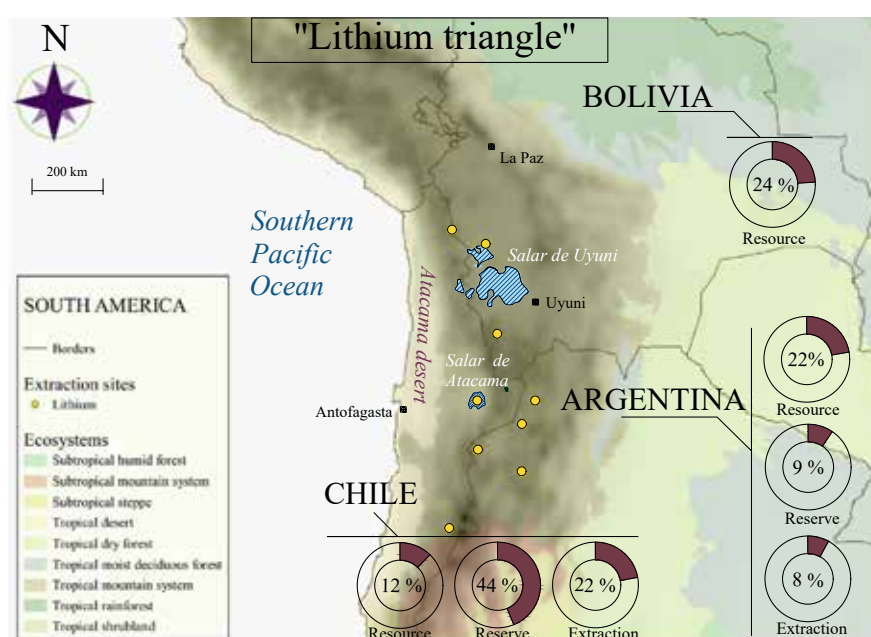 "Lithium triangle"
N
200 km
BOLIVIA
24 %
Resource
La Paz
Southern
Pacific
Ocean
Salar de Uyuni
Uyuni
Atacama desert
Salar de
Atacama
Antofagasta
ARGENTINA
22%
Resource
9 %
Reserve
8 %
Extraction
CHILE
12 %
Resource
44 %
Reserve
22 %
Extraction
SOUTH AMERICA
Borders
Extraction sites
Lithium
Ecosystems
Subtropical humid forest
Subtropical mountain system
Subtropical steppe
Tropical desert
Tropical dry forest
Tropical moist deciduous forest
Tropical mountain system
Tropical rainforest
Tropical shrubland